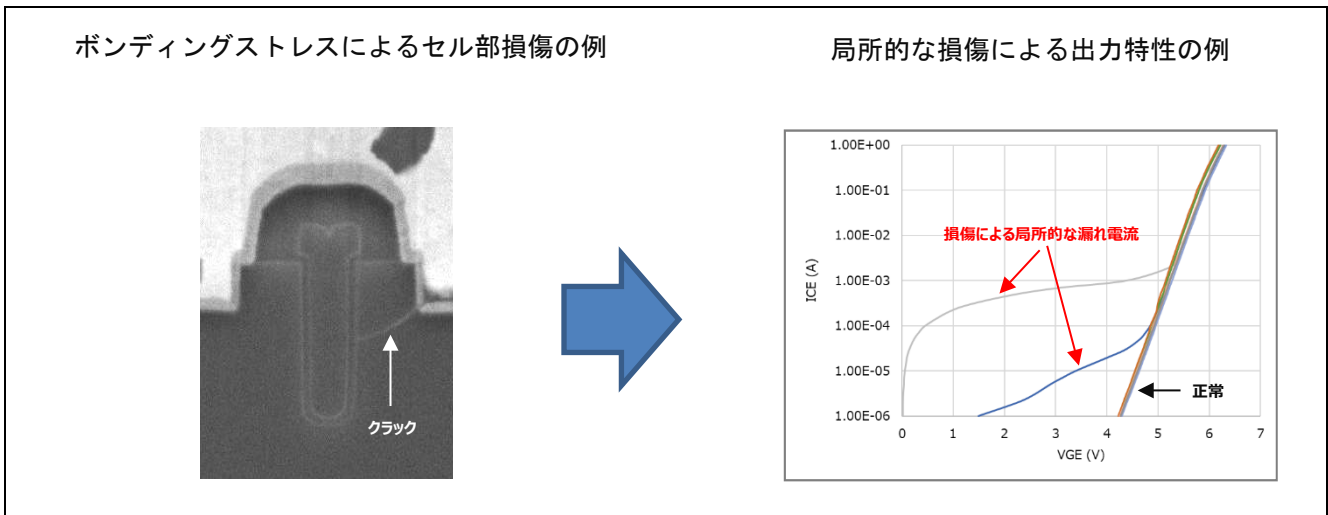 ボンディングストレスによるセル部損傷の例
局所的な損傷による出力特性の例
クラック
1.00E+00
1.00E-01
1.00E-02
1.00E-03
1.00E-04
1.00E-05
1.00E-06
ICE (A)
損傷による局所的な漏れ電流
正常
0 1 2 3 4 5 6 7
VGE (V)